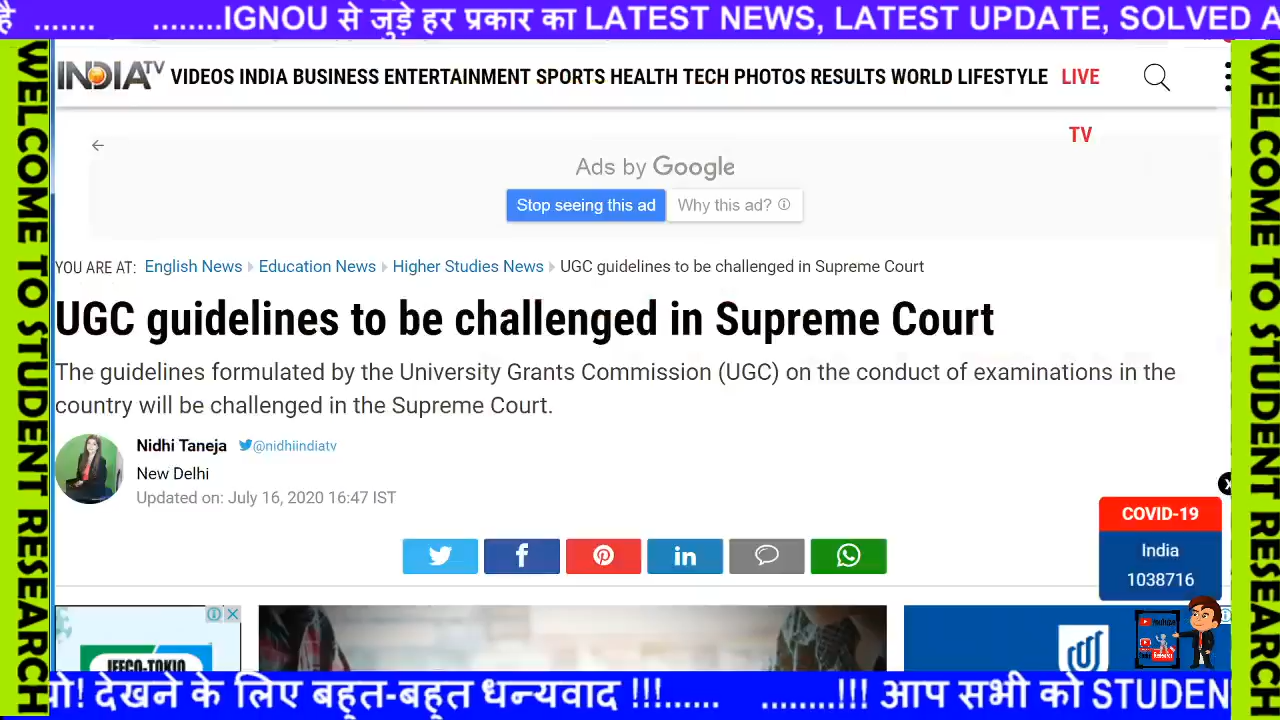 है ....... ........IGNOU से जुड़े हर प्रकार का LATEST NEWS, LATEST UPDATE, SOLVED A
WELCOME TO STUDENT RESEARCH
INDIA TV VIDEOS INDIA BUSINESS ENTERTAINMENT SPORTS HEALTH TECH PHOTOS RESULTS WORLD LIFESTYLE LIVE
TV
Ads by Google
Stop seeing this ad Why this ad?
YOU ARE AT: English News Education News Higher Studies News UGC guidelines to be challenged in Supreme Court
UGC guidelines to be challenged in Supreme Court
The guidelines formulated by the University Grants Commission (UGC) on the conduct of examinations in the
country will be challenged in the Supreme Court.
Nidhi Taneja @nidhiindiatv
New Delhi
Updated on: July 16, 2020 16:47 IST
COVID-19
India
1038716
IFFCO-TOKIO
यो! देखने के लिए बहुत-बहुत धन्यवाद !!!...... ........!!! आप सभी को STUDEN
WELCOME TO STUDENT RESEARCH